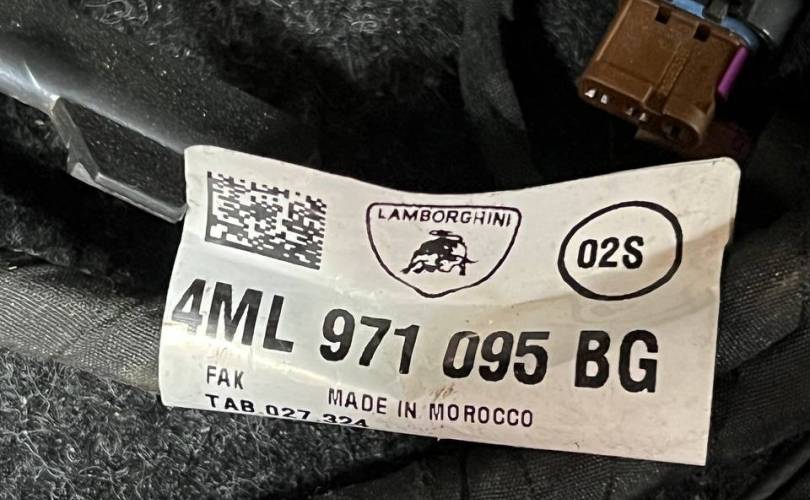 LAMBORGHINI
02S
4ML 971 095 BG
FAK
MADE IN MOROCCO
TAB 027 324